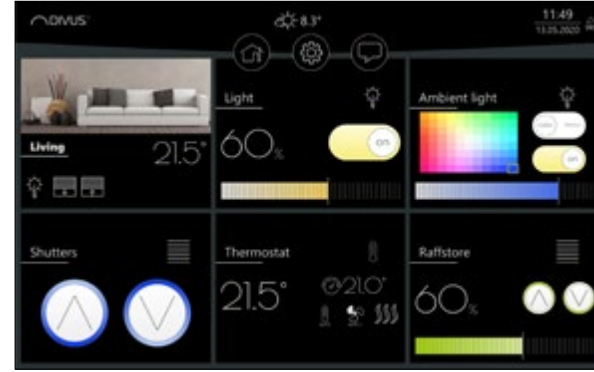 DIVUS
8.3°
11:49
13.05.2020
Living
21.5°
Light
60%
on
Ambient light
on
Shutters
Thermostat
21.5°
21.0°
Raffstore
60%